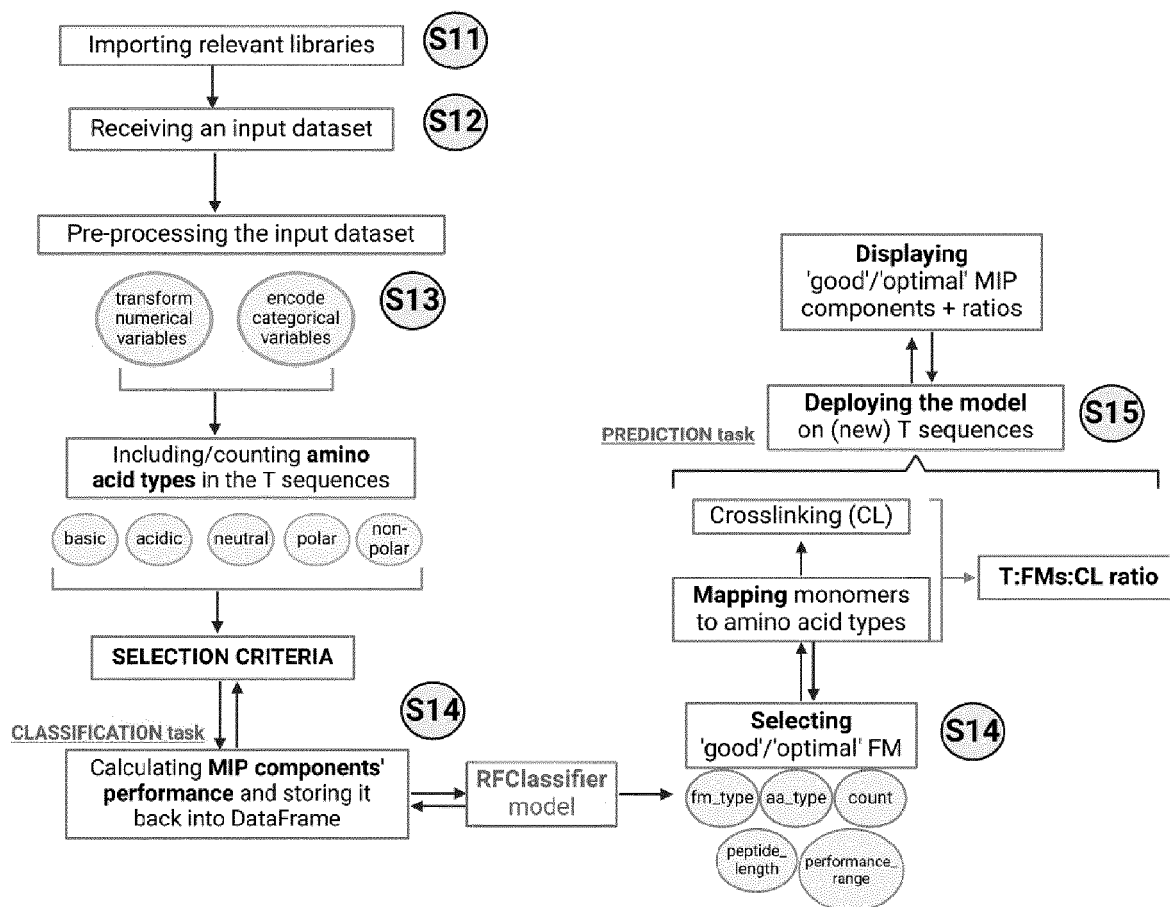 Importing relevant libraries
S11
Receiving an input dataset
S12
Pre-processing the input dataset
transform
numerical
variables
encode
categorical
variables
S13
Including/counting amino
acid types in the T sequences
basic
acidic
neutral
polar
non-
polar
SELECTION CRITERIA
CLASSIFICATION task
S14
Calculating MIP components'
performance and storing it
back into DataFrame
RFClassifier
model
Displaying
'good'/'optimal' MIP
components + ratios
PREDICTION task
Deploying the model
on (new) T sequences
S15
Crosslinking (CL)
Mapping monomers
to amino acid types
T:FMs:CL ratio
Selecting
'good'/'optimal' FM
S14
fm_type
aa_type
count
peptide_
length
performance_
range